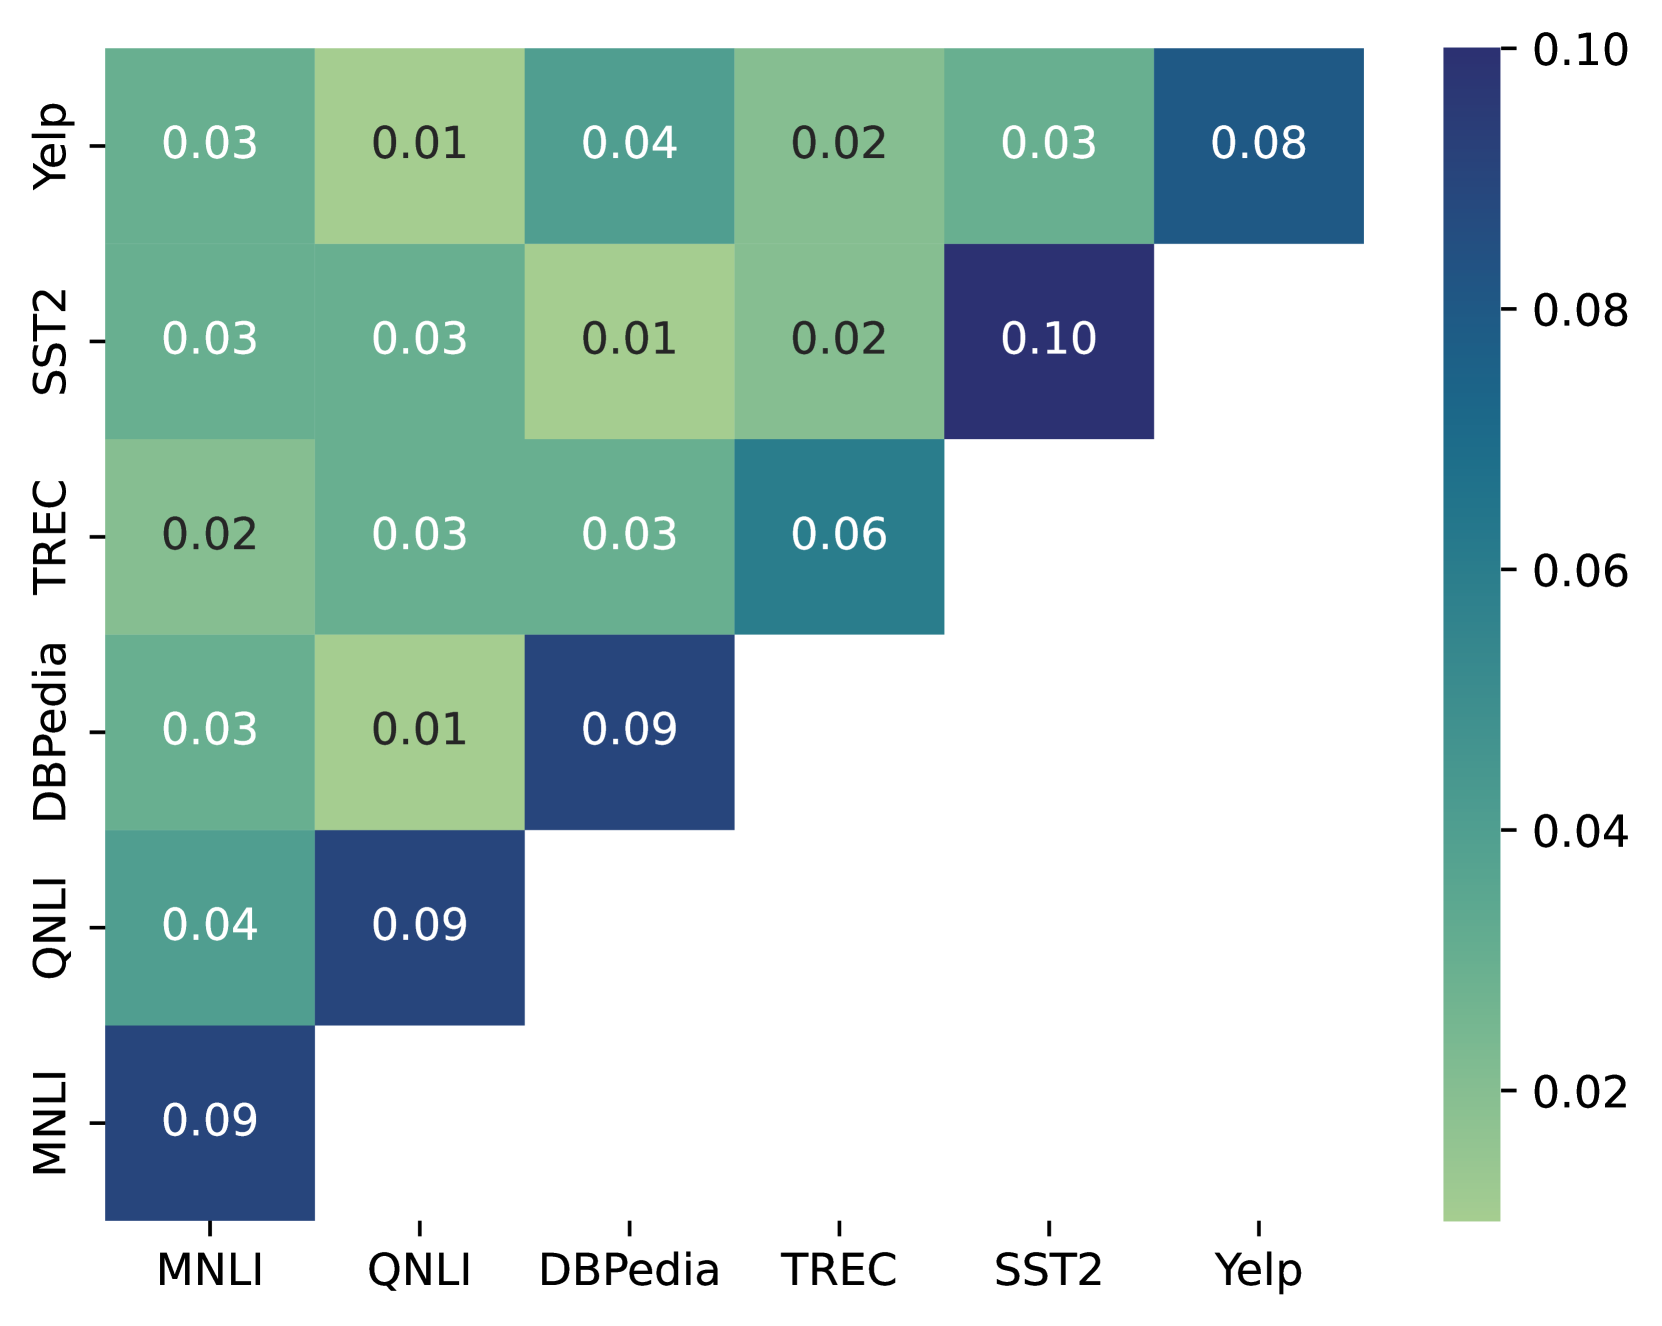 Yelp 0.03 0.01 0.04 0.02 0.03 0.08
SST2 0.03 0.03 0.01 0.02 0.10
TREC 0.02 0.03 0.03 0.06
DBPedia 0.03 0.01 0.09
QNLI 0.04 0.09
MNLI 0.09
MNLI QNLI DBPedia TREC SST2 Yelp
0.10
0.08
0.06
0.04
0.02